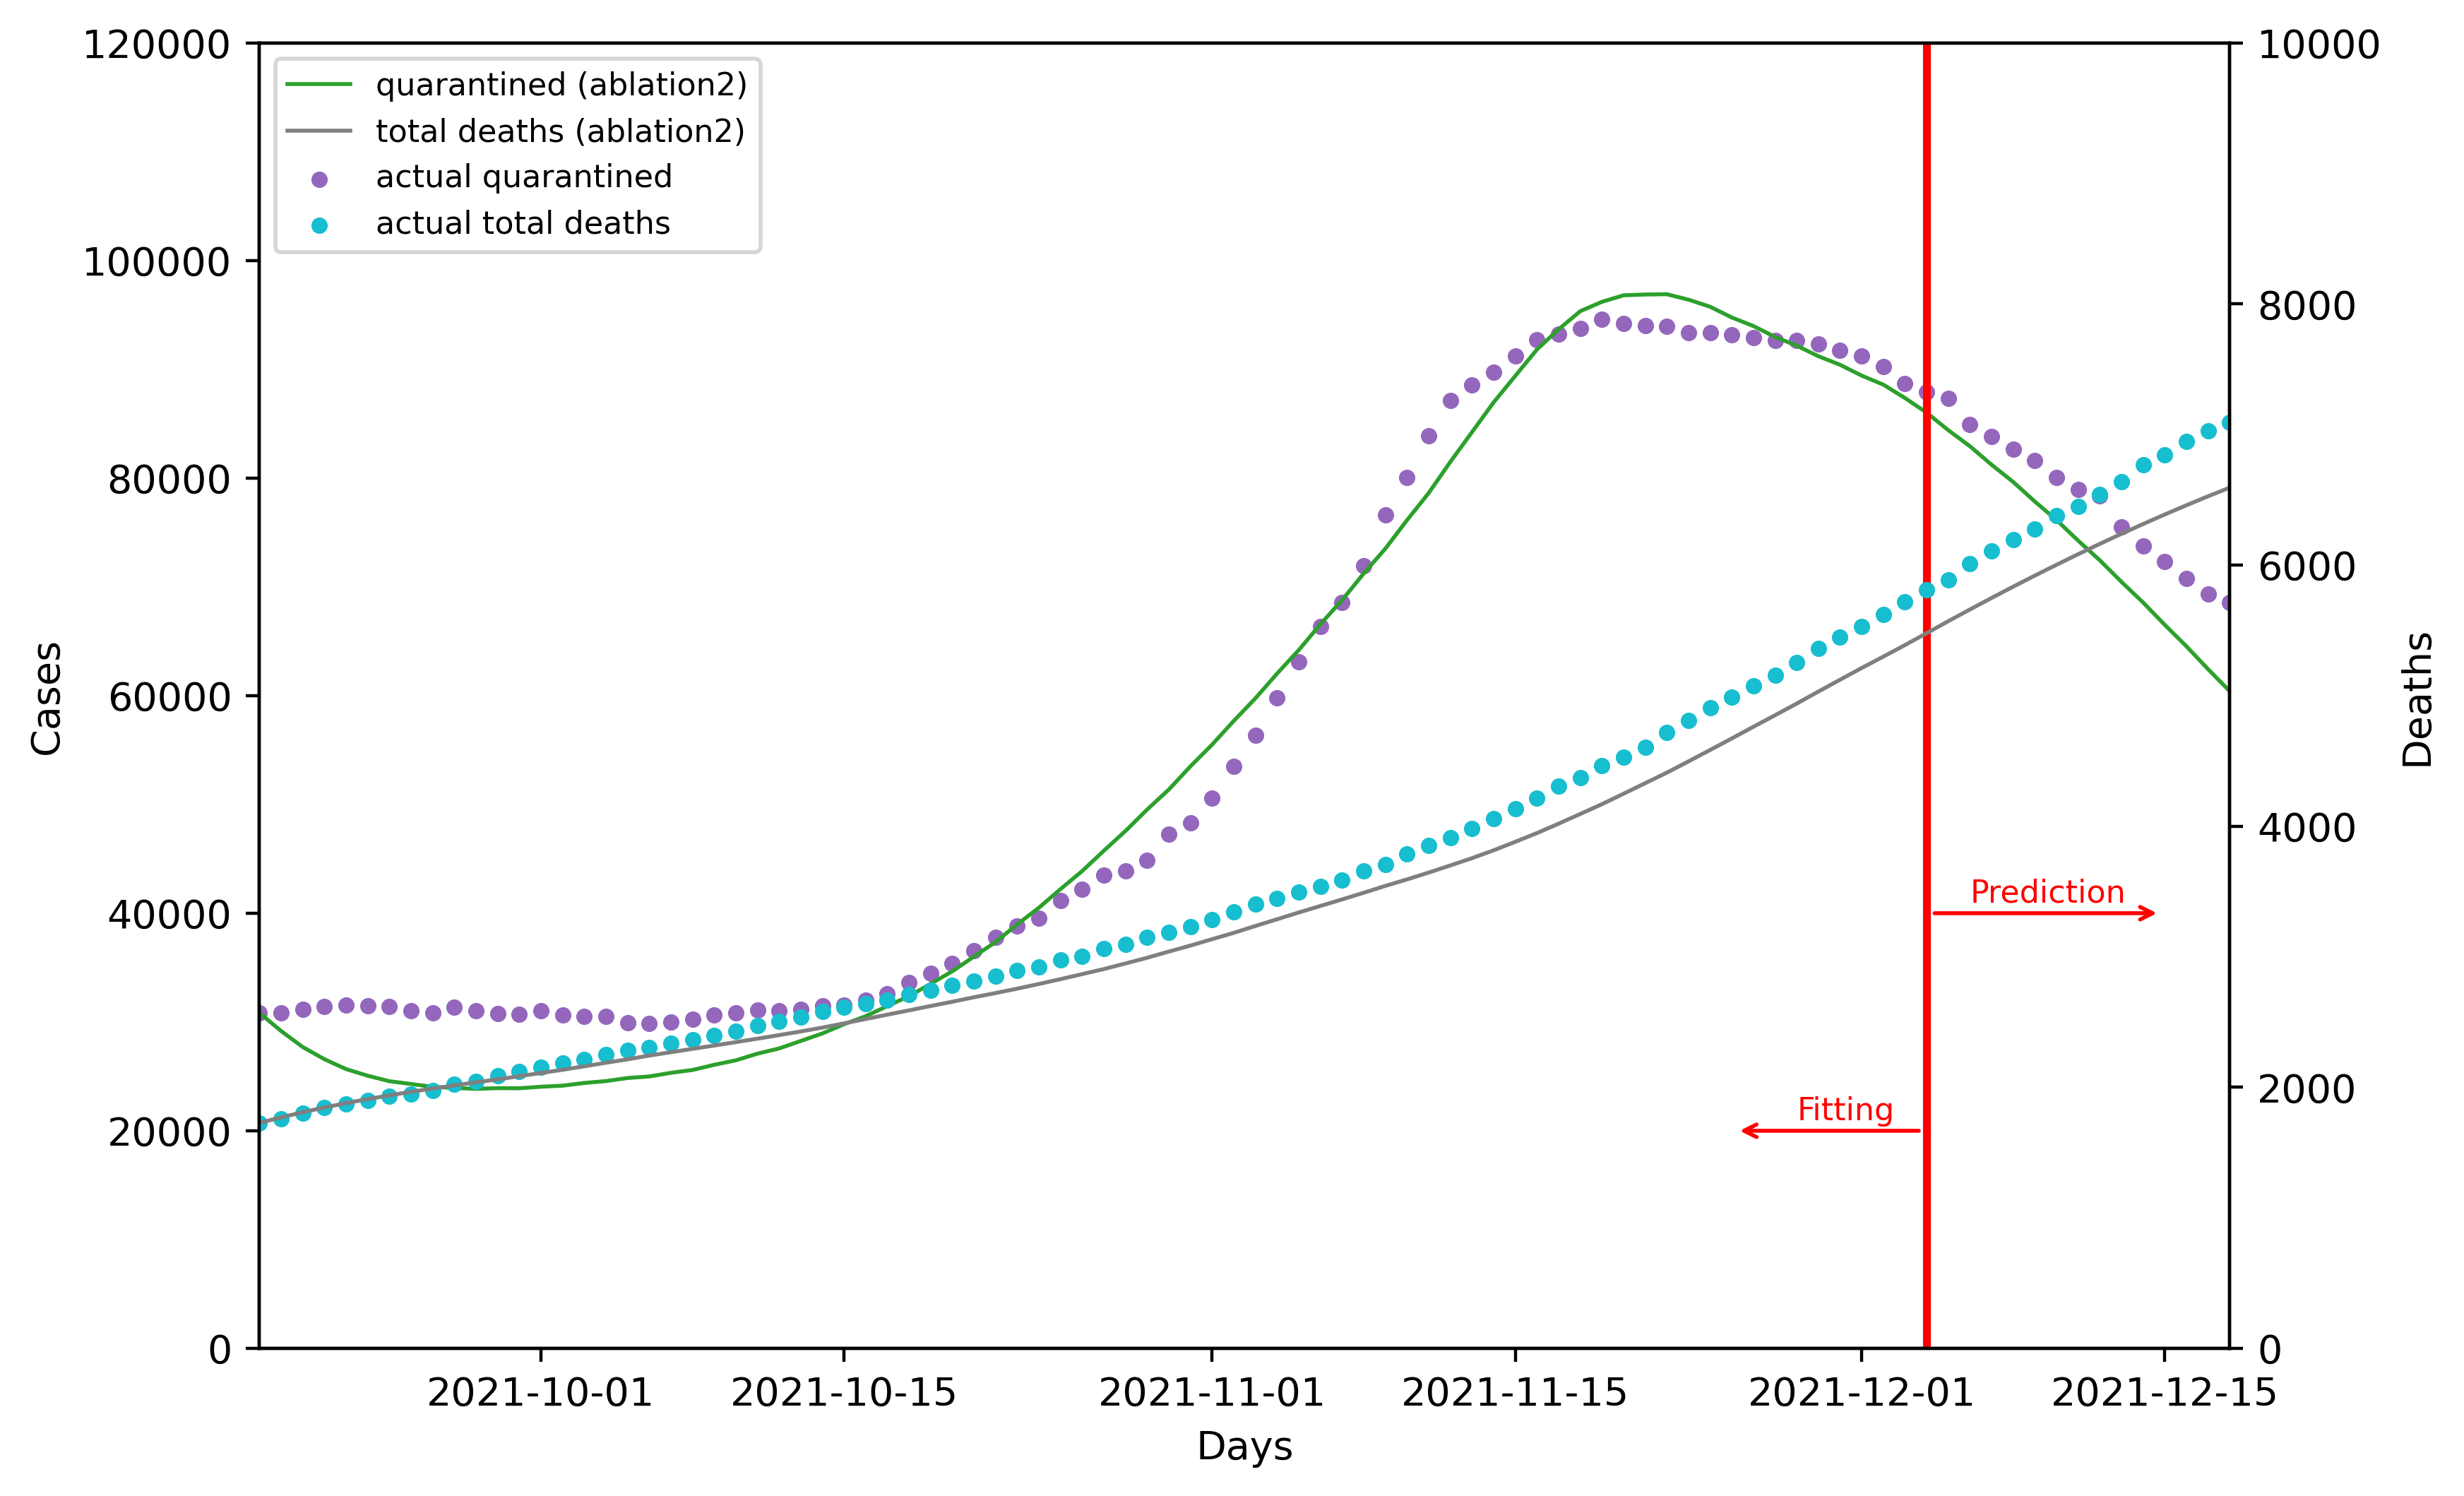 120000
100000
80000
60000
40000
20000
0
Cases
quarantined (ablation2)
total deaths (ablation2)
actual quarantined
actual total deaths
Prediction
Fitting
10000
8000
6000
4000
2000
0
Deaths
2021-10-01
2021-10-15
2021-11-01
2021-11-15
2021-12-01
2021-12-15
Days